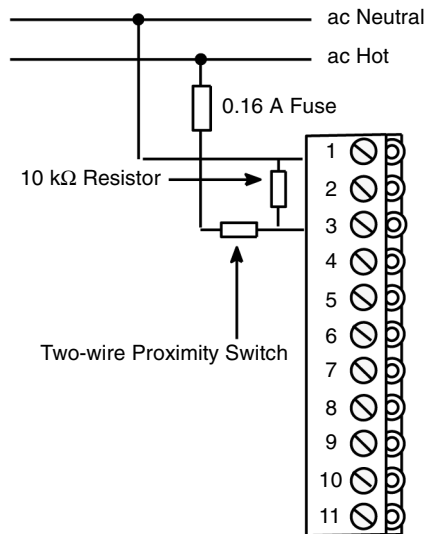 ac Neutral
ac Hot
0.16 A Fuse
10 kΩ Resistor
Two-wire Proximity Switch
1
2
3
4
5
6
7
8
9
10
11